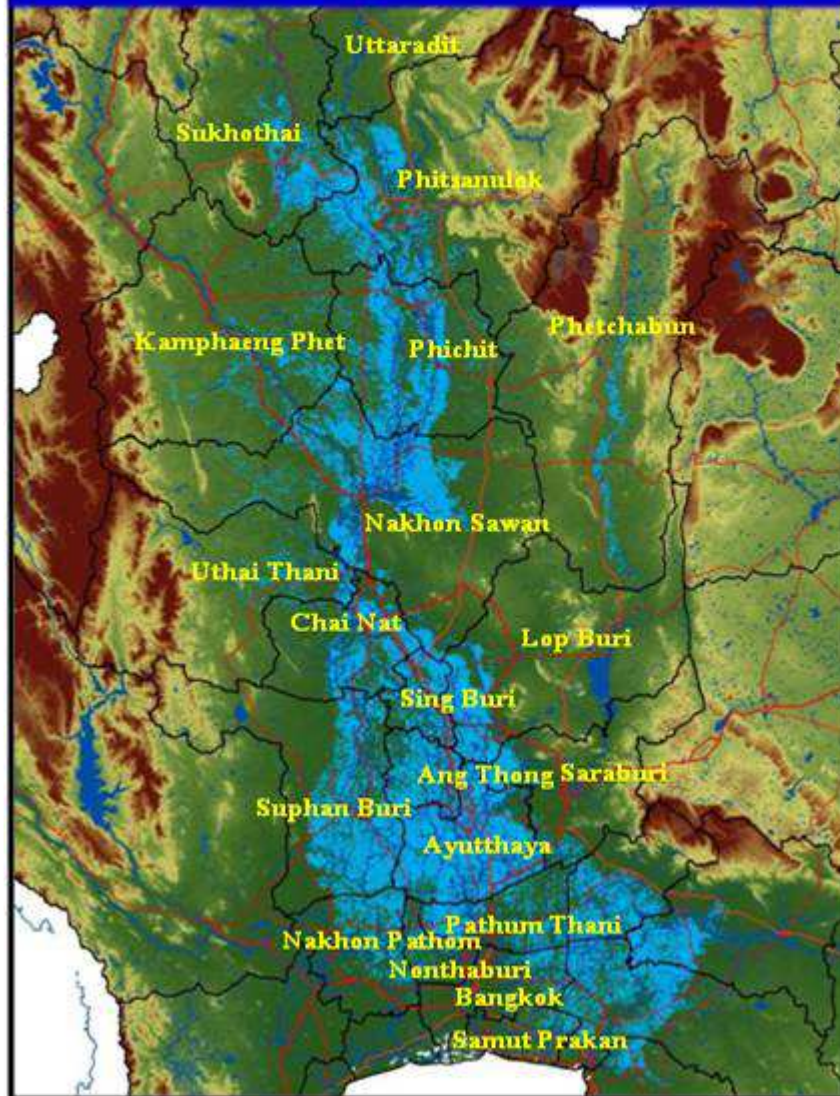 Uttaradit
Sukhothai
Phitsanulok
Phetchabun
Kamphaeng Phet
Phichit
Nakhon Sawan
Uthai Thani
Chai Nat
Lop Buri
Sing Buri
Ang Thong
Saraburi
Suphan Buri
Ayutthaya
Pathum Thani
Nakhon Pathom
Nonthaburi
Bangkok
Samut Prakan